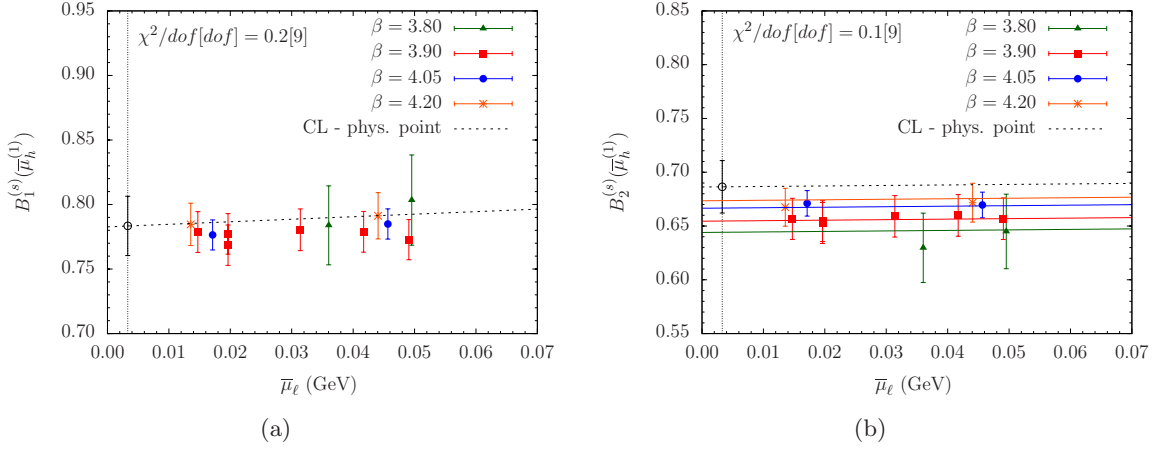 0.95
0.90
0.85
0.80
0.75
0.70
0.00 0.01 0.02 0.03 0.04 0.05 0.06 0.07
B₁⁽ˢ⁾(μ̅ₕ⁽¹⁾)
μ̅_ℓ (GeV)
χ²/dof[dof] = 0.2[9]
β = 3.80
β = 3.90
β = 4.05
β = 4.20
CL - phys. point
(a)
0.85
0.80
0.75
0.70
0.65
0.60
0.55
0.00 0.01 0.02 0.03 0.04 0.05 0.06 0.07
B₂⁽ˢ⁾(μ̅ₕ⁽¹⁾)
μ̅_ℓ (GeV)
χ²/dof[dof] = 0.1[9]
β = 3.80
β = 3.90
β = 4.05
β = 4.20
CL - phys. point
(b)